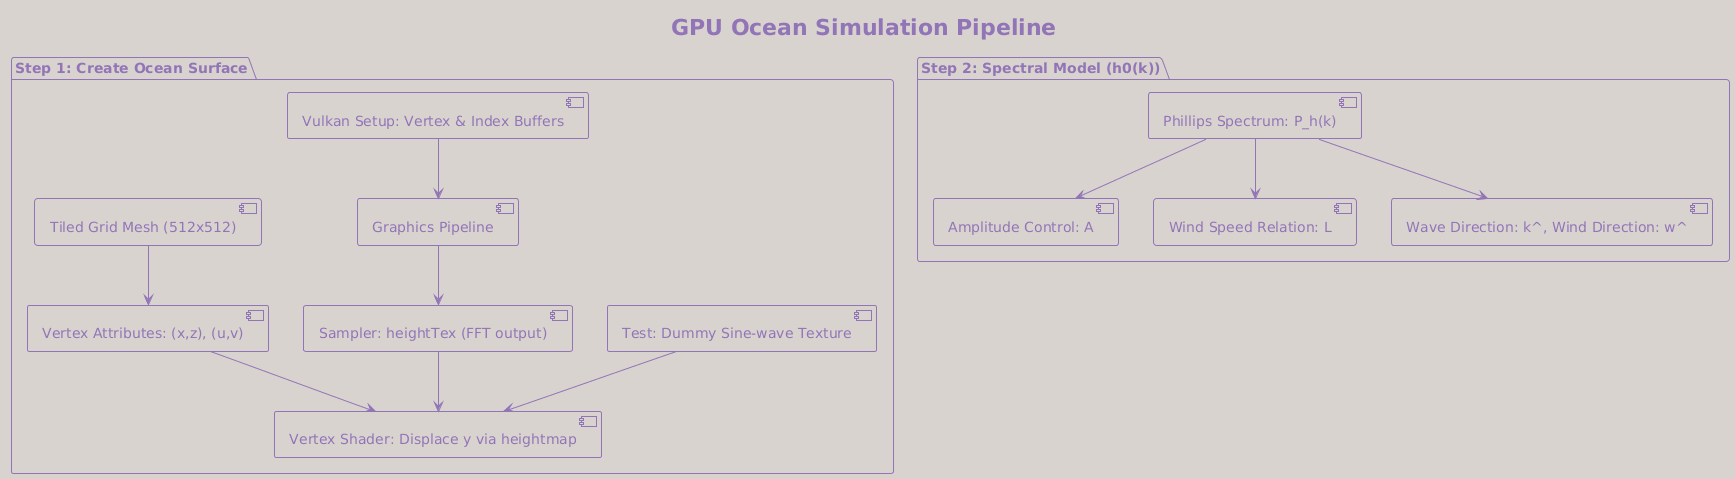 GPU Ocean Simulation Pipeline
Step 1: Create Ocean Surface
Vulkan Setup: Vertex & Index Buffers
Tiled Grid Mesh (512x512)
Graphics Pipeline
Vertex Attributes: (x,z), (u,v)
Sampler: heightTex (FFT output)
Test: Dummy Sine-wave Texture
Vertex Shader: Displace y via heightmap
Step 2: Spectral Model (h0(k))
Phillips Spectrum: P_h(k)
Amplitude Control: A
Wind Speed Relation: L
Wave Direction: k^, Wind Direction: w^